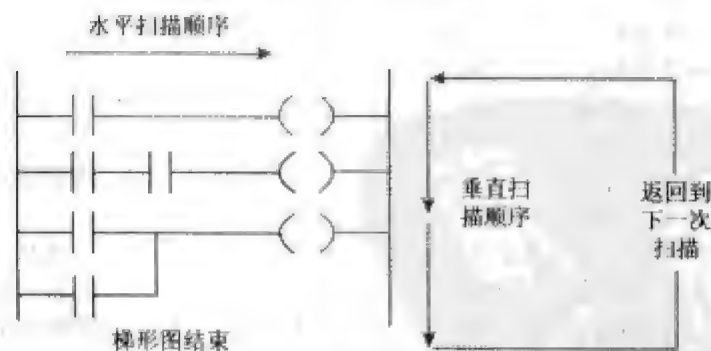 水平扫描顺序
垂直扫
描顺序
返回到
下一次
扫描
梯形图结束